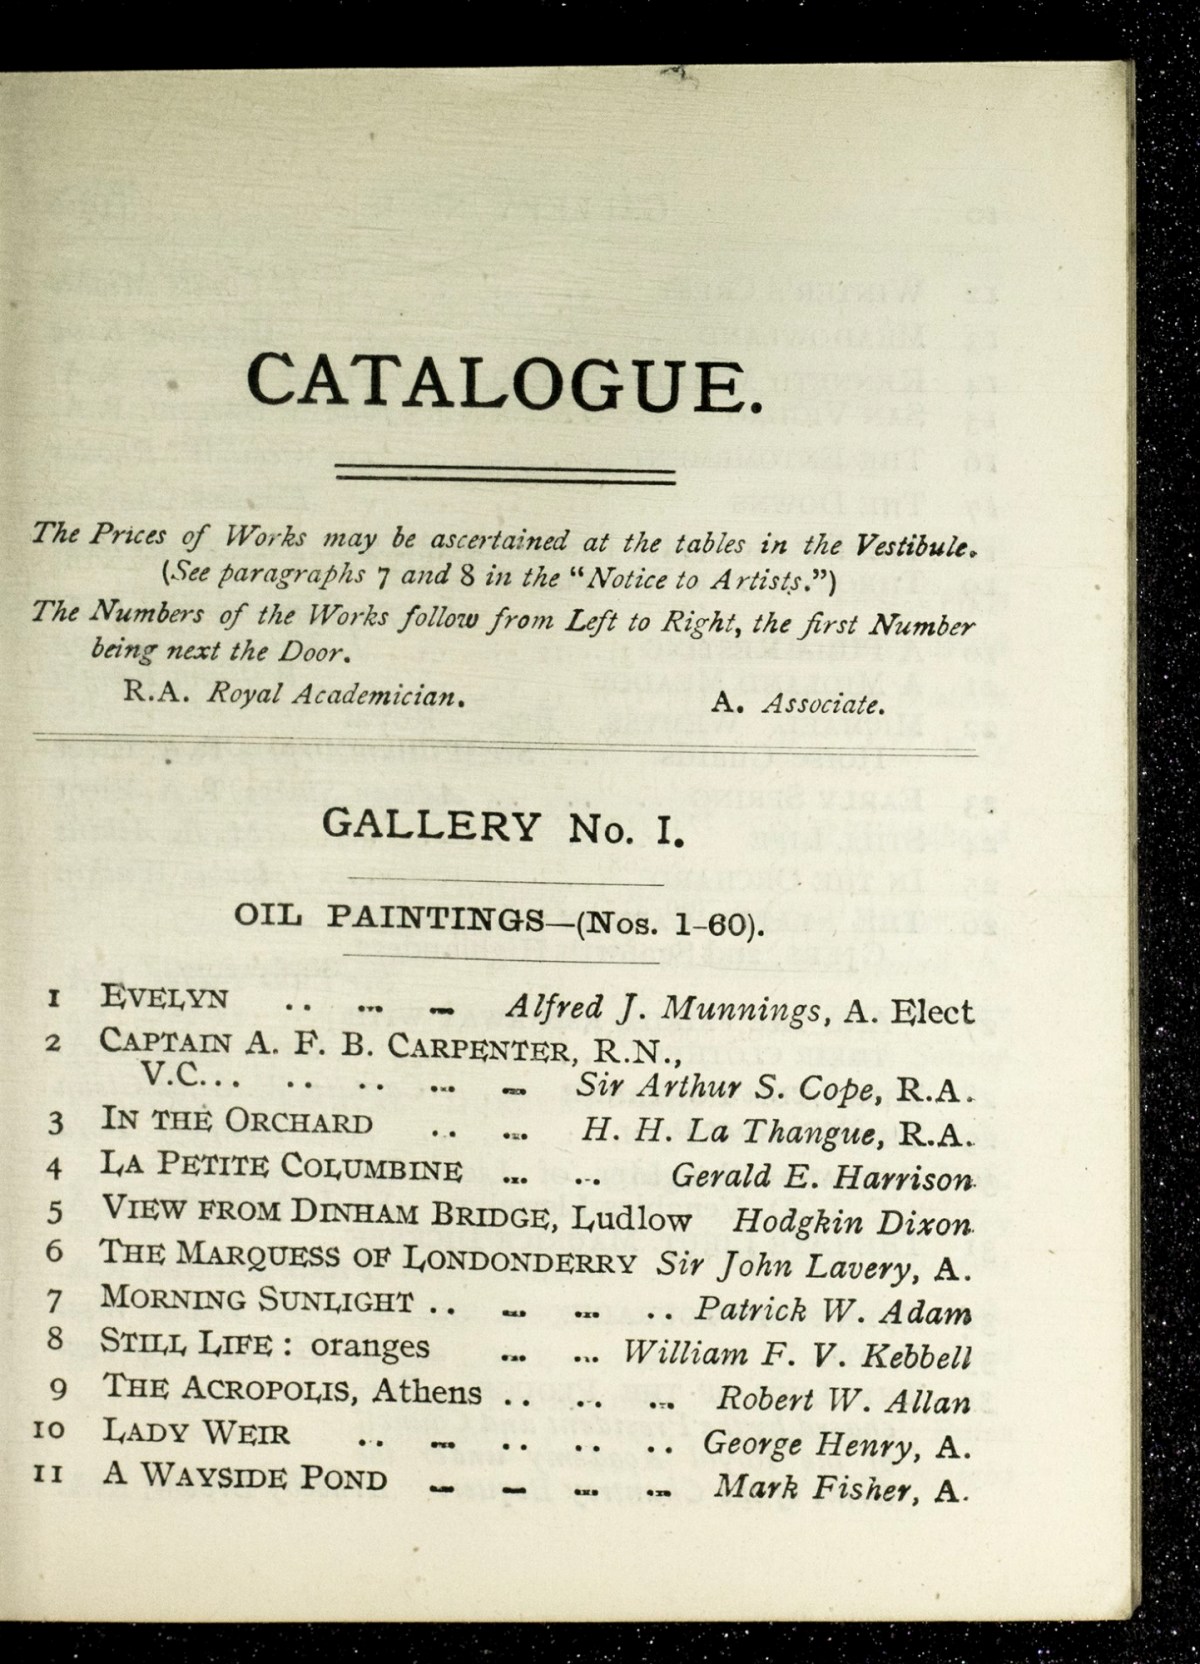 CATALOGUE.
The Prices of Works may be ascertained at the tables in the Vestibule.
(See paragraphs 7 and 8 in the "Notice to Artists.")
The Numbers of the Works follow from Left to Right, the first Number
being next the Door.
R.A. Royal Academician. A. Associate.
GALLERY No. I.
OIL PAINTINGS—(Nos. 1-60).
1 EVELYN .. ... ... Alfred J. Munnings, A. Elect
2 CAPTAIN A. F. B. CARPENTER, R.N.,
V.C... .. .. ... ... Sir Arthur S. Cope, R.A.
3 IN THE ORCHARD .. ... H. H. La Thangue, R.A.
4 LA PETITE COLUMBINE ... ... Gerald E. Harrison
5 VIEW FROM DINHAM BRIDGE, Ludlow Hodgkin Dixon
6 THE MARQUESS OF LONDONDERRY Sir John Lavery, A.
7 MORNING SUNLIGHT .. ... ... .. Patrick W. Adam
8 STILL LIFE : oranges ... ... William F. V. Kebbell
9 THE ACROPOLIS, Athens .. .. ... Robert W. Allan
10 LADY WEIR .. ... .. .. .. George Henry, A.
11 A WAYSIDE POND ... ... ... ... Mark Fisher, A.